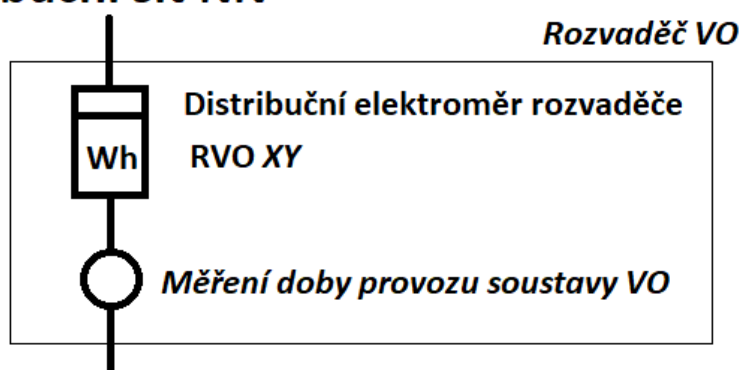 Rozvaděč VO
Distribuční elektroměr rozvaděče
Wh RVO XY
Měření doby provozu soustavy VO